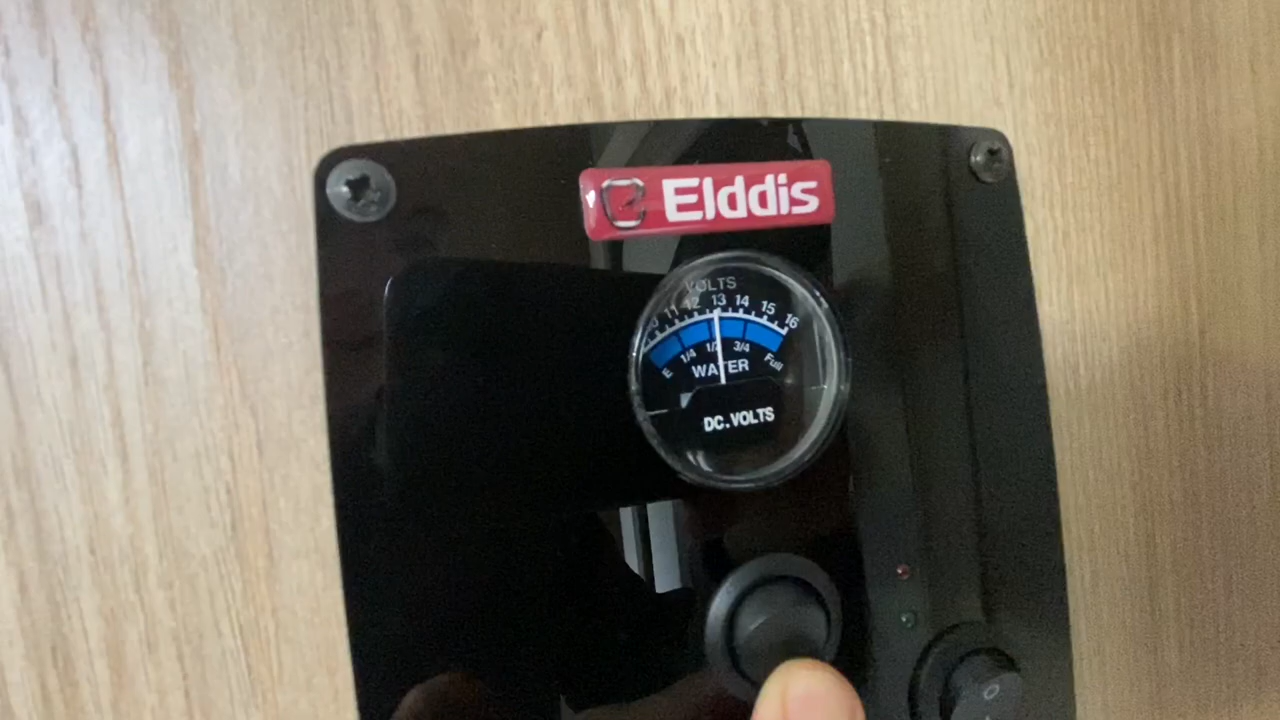 Elddis
VOLTS
11 12 13 14 15 16
E 1/4 1/2 3/4 Full
WATER
DC.VOLTS
O